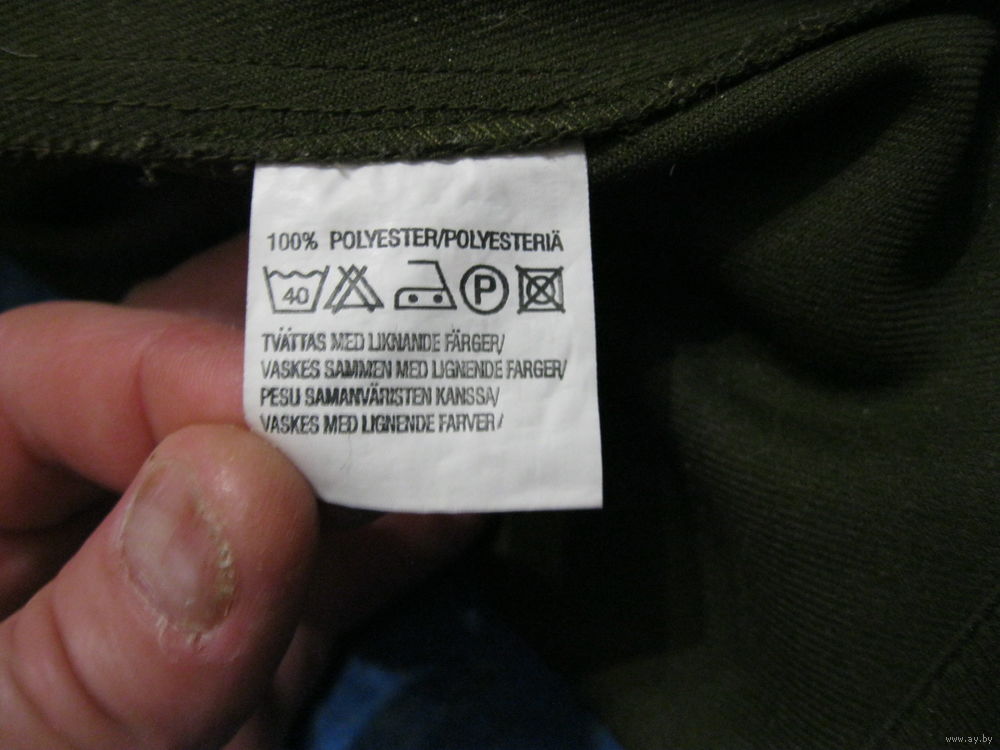 100% POLYESTER/POLYESTERIÄ
40 P
TVÄTTAS MED LIKNANDE FÄRGER/
VASKES SAMMEN MED LIGNENDE FARGER/
PESU SAMANVÄRISTEN KANSSA/
VASKES MED LIGNENDE FARVER/
www.ay.by